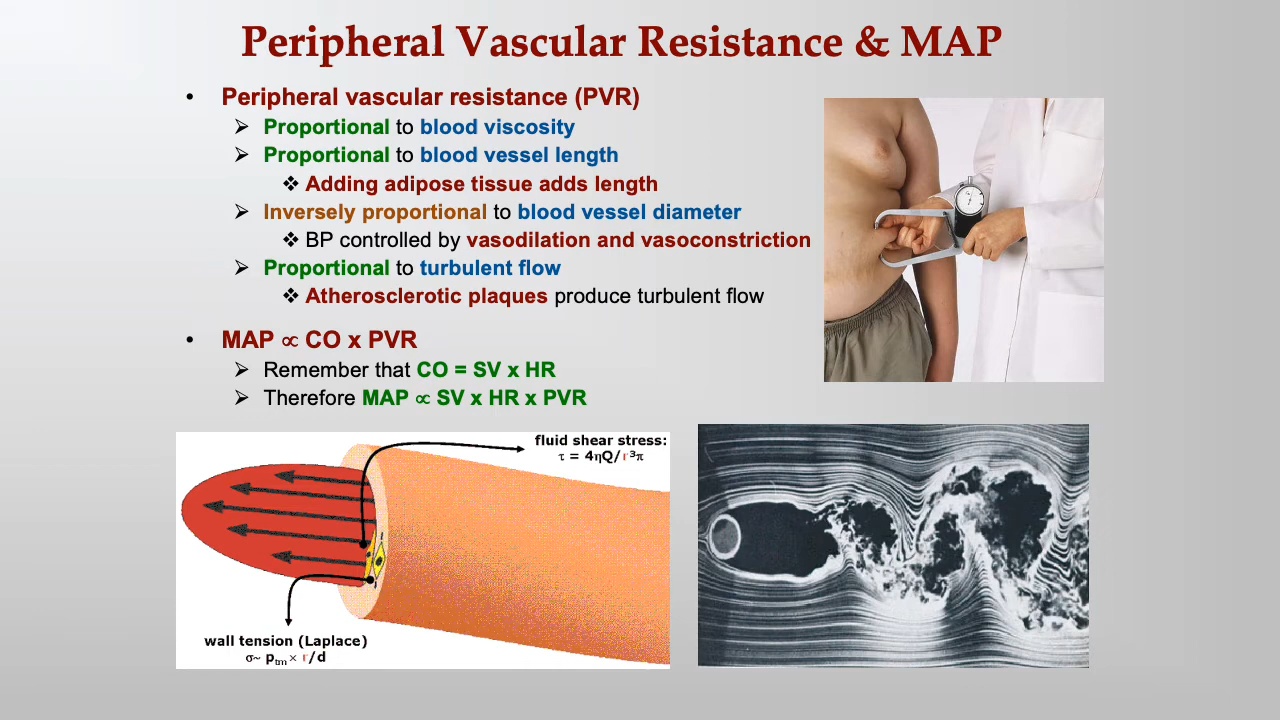 Peripheral Vascular Resistance & MAP
• Peripheral vascular resistance (PVR)
➢ Proportional to blood viscosity
➢ Proportional to blood vessel length
❖ Adding adipose tissue adds length
➢ Inversely proportional to blood vessel diameter
❖ BP controlled by vasodilation and vasoconstriction
➢ Proportional to turbulent flow
❖ Atherosclerotic plaques produce turbulent flow
• MAP ∝ CO x PVR
➢ Remember that CO = SV x HR
➢ Therefore MAP ∝ SV x HR x PVR
fluid shear stress:
τ = 4ηQ/r³π
wall tension (Laplace)
σ~ ptm× r/d